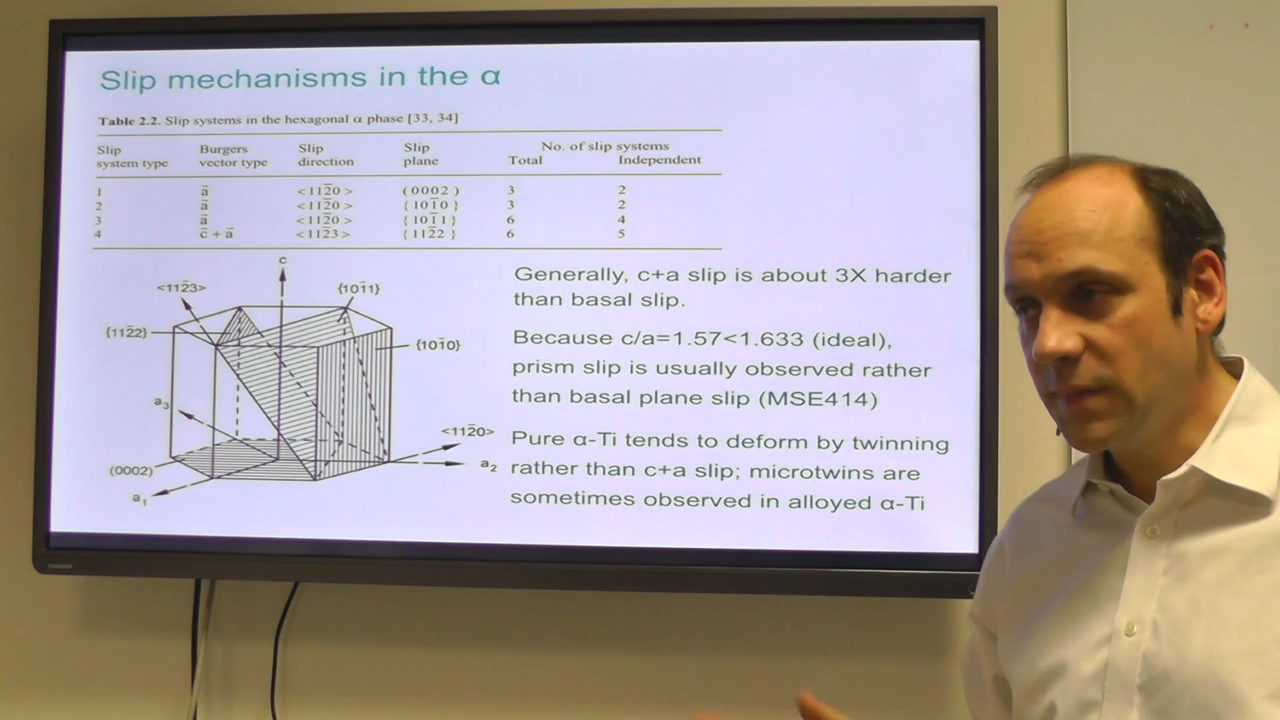 Slip mechanisms in the α
Table 2.2. Slip systems in the hexagonal α phase [33, 34]
Slip system type Burgers vector type Slip direction Slip plane No. of slip systems Total Independent
1 a̅ <112̅0> (0002) 3 2
2 a̅ <112̅0> {101̅0} 3 2
3 a̅ <112̅0> {101̅1} 6 4
4 c̅ + a̅ <112̅3> {112̅2} 6 5
c
<112̅3>
{101̅1}
{112̅2}
{101̅0}
a₃
<112̅0>
(0002)
a₂
a₁
Generally, c+a slip is about 3X harder
than basal slip.
Because c/a=1.57<1.633 (ideal),
prism slip is usually observed rather
than basal plane slip (MSE414)
Pure α-Ti tends to deform by twinning
rather than c+a slip; microtwins are
sometimes observed in alloyed α-Ti
TOSHIBA